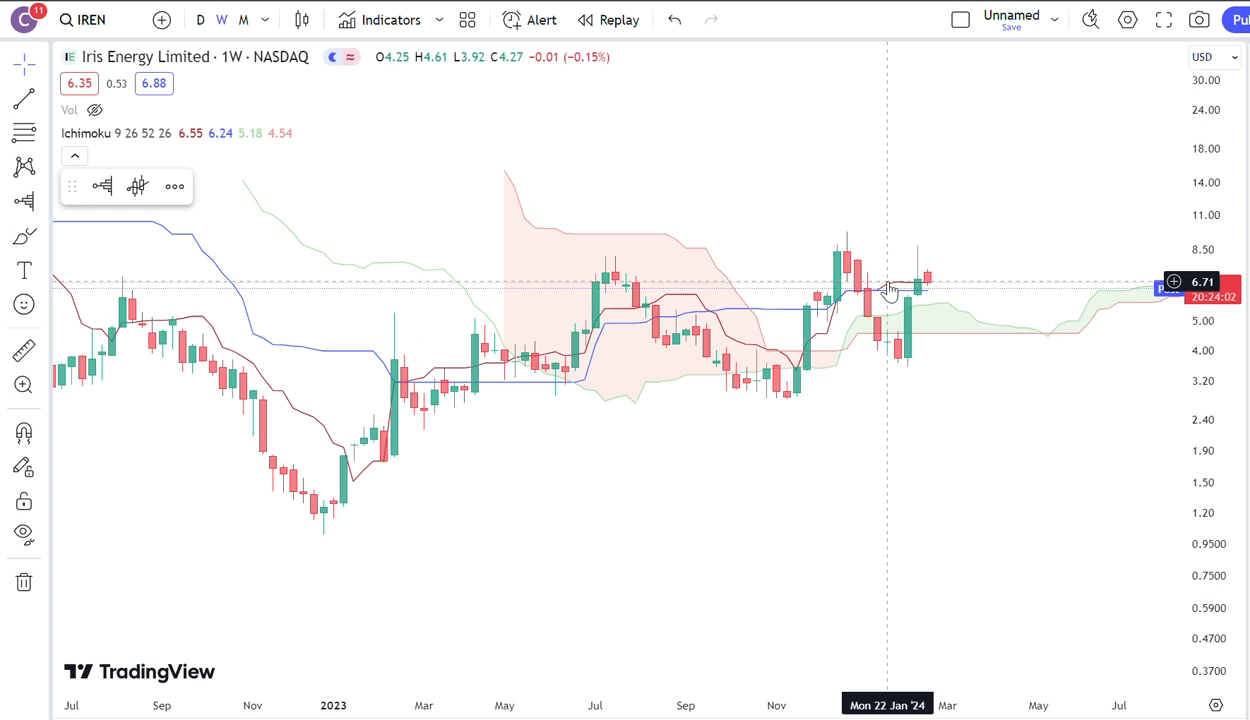 C 11 IREN D W M Indicators Alert Replay Unnamed Save
IE Iris Energy Limited · 1W · NASDAQ O4.25 H4.61 L3.92 C4.27 −0.01 (−0.15%)
USD
6.35 0.53 6.88
Vol
Ichimoku 9 26 52 26 6.55 6.24 5.18 4.54
30.00
24.00
18.00
14.00
11.00
8.50
6.71
20:24:02
5.00
4.00
3.20
2.40
1.90
1.50
1.20
0.9500
0.7500
0.5900
0.4700
0.3700
TradingView
Jul Sep Nov 2023 Mar May Jul Sep Nov Mon 22 Jan '24 Mar May Jul